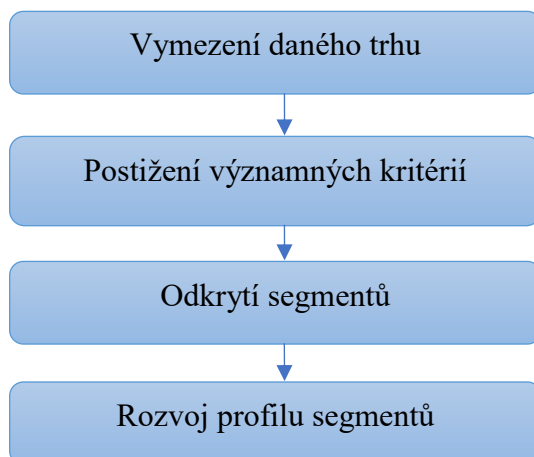 Vymezení daného trhu
Postižení významných kritérií
Odkrytí segmentů
Rozvoj profilu segmentů